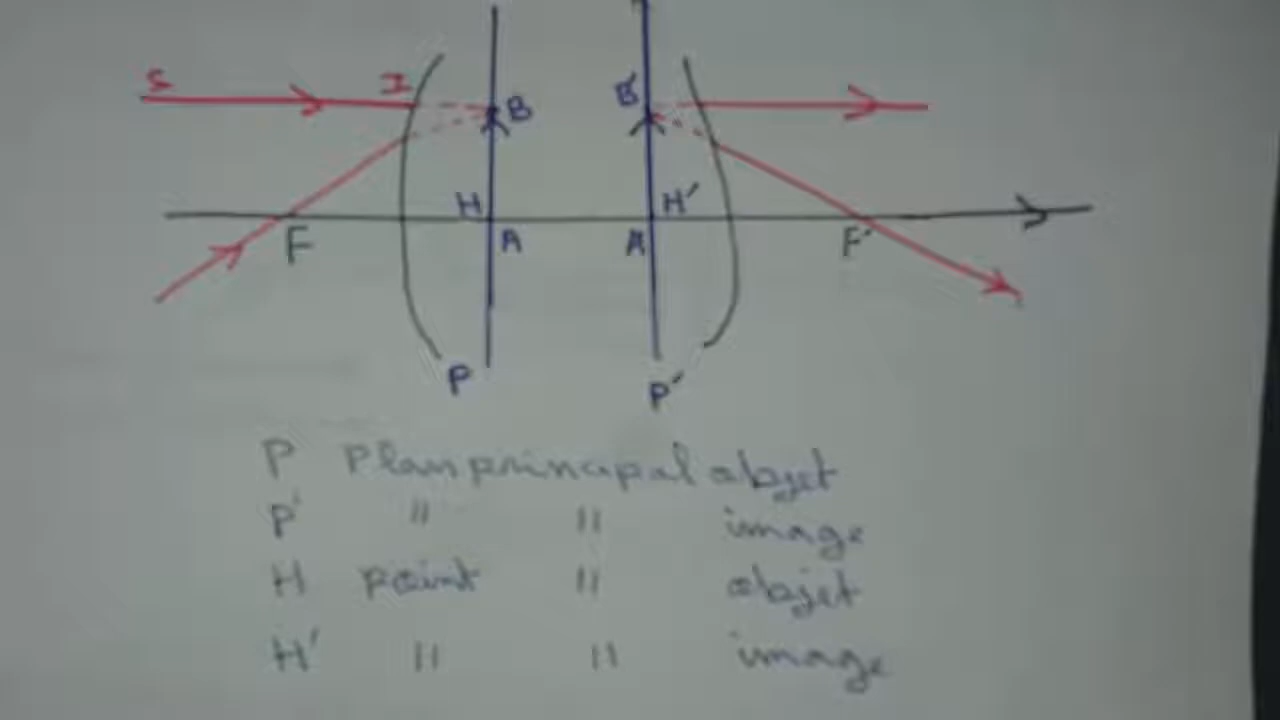 S I
B B'
H H'
F A A' F'
P P'
P Plan principal objet
P' " " image
H point " objet
H' " " image